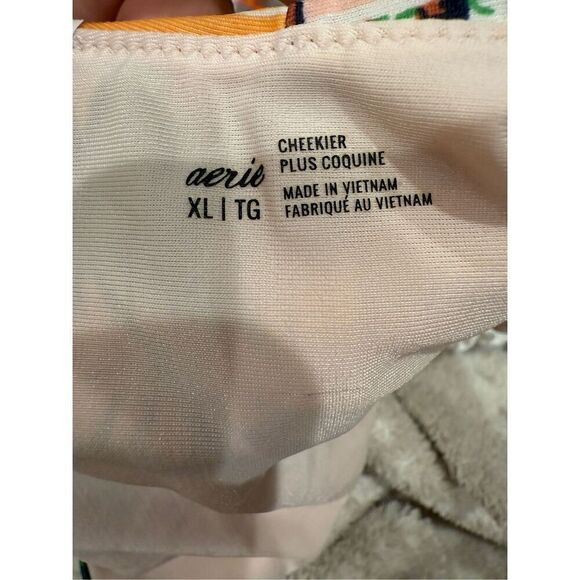 aerie
XL | TG
CHEEKIER
PLUS COQUINE
MADE IN VIETNAM
FABRIQUÉ AU VIETNAM